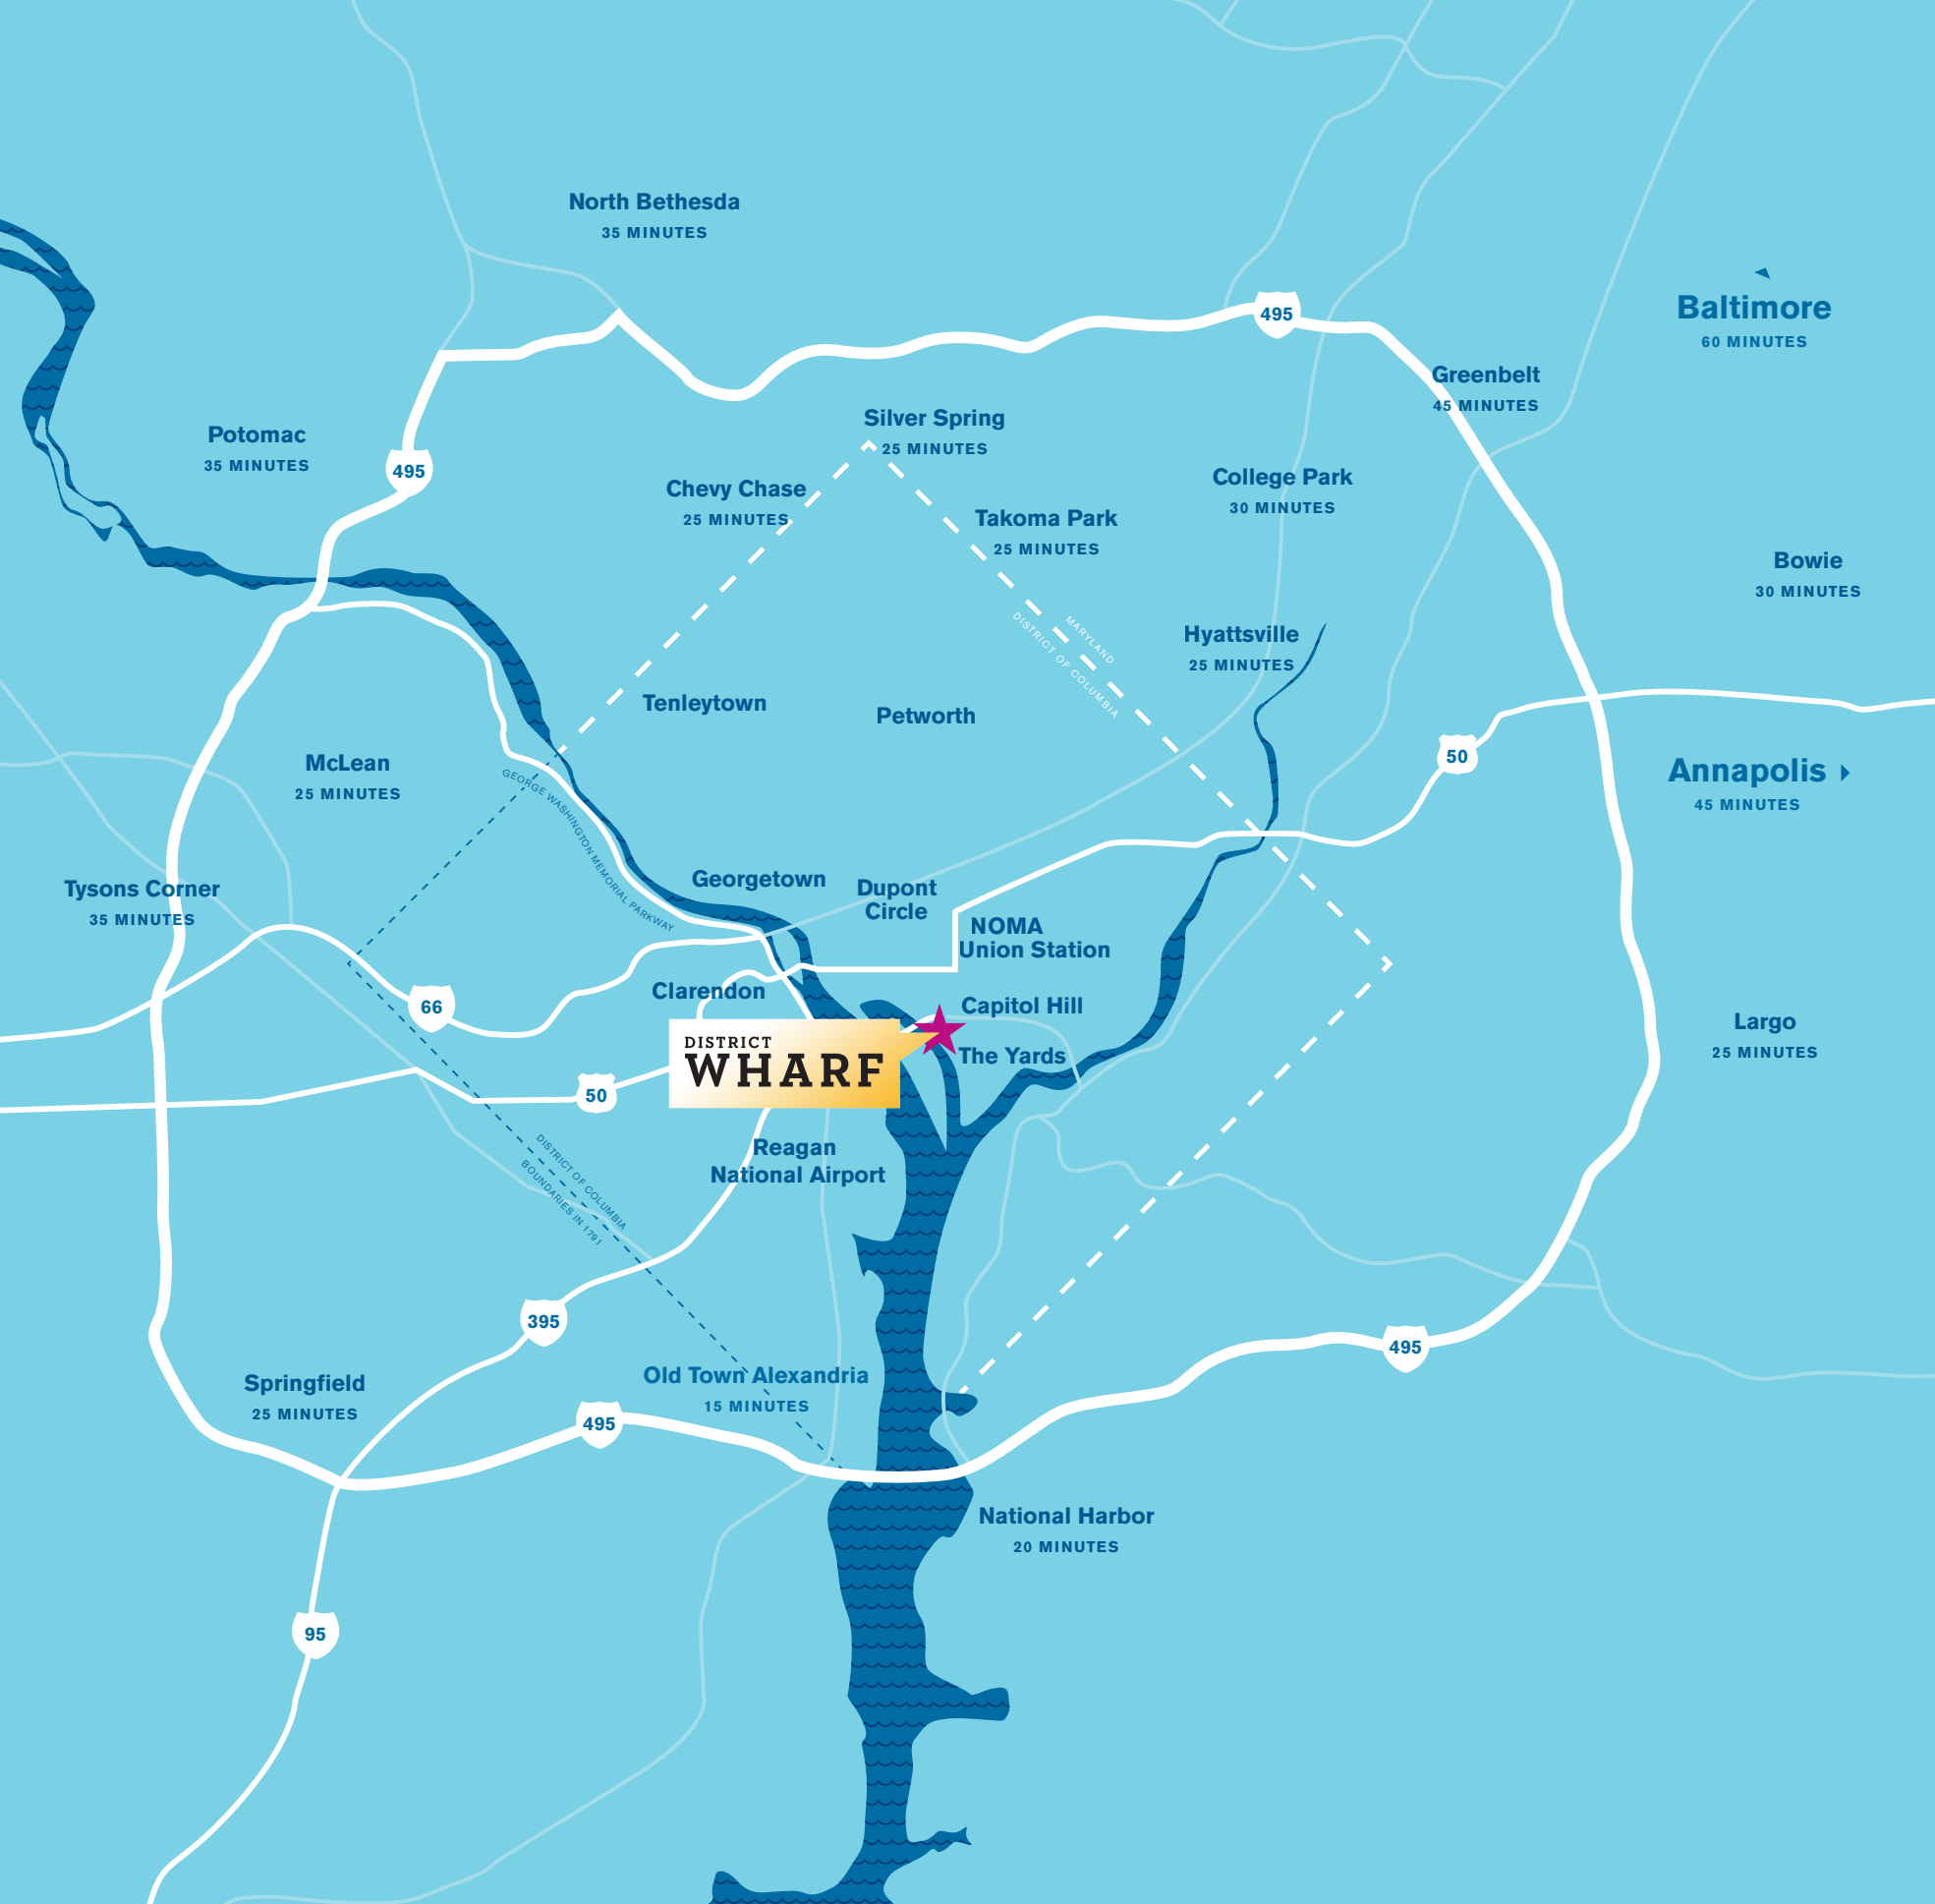 North Bethesda
35 MINUTES
Baltimore
60 MINUTES
495
Greenbelt
45 MINUTES
Silver Spring
25 MINUTES
Potomac
35 MINUTES
495
College Park
30 MINUTES
Chevy Chase
25 MINUTES
Takoma Park
25 MINUTES
Bowie
30 MINUTES
MARYLAND
DISTRICT OF COLUMBIA
Hyattsville
25 MINUTES
Tenleytown
Petworth
50
McLean
25 MINUTES
Annapolis
45 MINUTES
GEORGE WASHINGTON MEMORIAL PARKWAY
Tysons Corner
35 MINUTES
Georgetown
Dupont
Circle
NOMA
Union Station
Clarendon
66
Capitol Hill
Largo
25 MINUTES
DISTRICT
WHARF
The Yards
50
Reagan
National Airport
DISTRICT OF COLUMBIA
BOUNDARIES IN 1791
395
495
Old Town Alexandria
15 MINUTES
Springfield
25 MINUTES
495
National Harbor
20 MINUTES
95